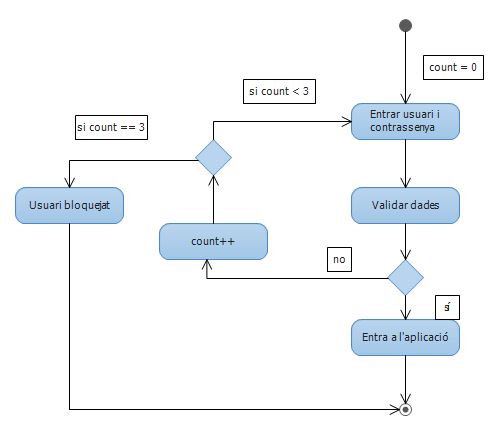 count = 0
si count < 3
Entrar usuari i
contrassenya
si count == 3
Usuari bloquejat
Validar dades
count++
no
sí
Entra a l'aplicació